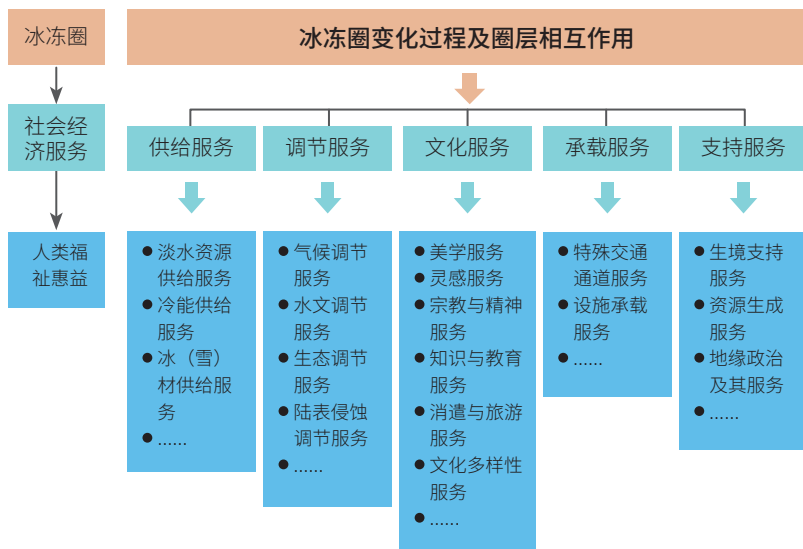 冰冻圈
冰冻圈变化过程及圈层相互作用
社会经
济服务
供给服务
调节服务
文化服务
承载服务
支持服务
人类福
祉惠益
● 淡水资源
供给服务
● 冷能供给
服务
● 冰（雪）
材供给服
务
● ......
● 气候调节
服务
● 水文调节
服务
● 生态调节
服务
● 陆表侵蚀
调节服务
● ......
● 美学服务
● 灵感服务
● 宗教与精神
服务
● 知识与教育
服务
● 消遣与旅游
服务
● 文化多样性
服务
● ......
● 特殊交通
通道服务
● 设施承载
服务
● ......
● 生境支持
服务
● 资源生成
服务
● 地缘政治
及其服务
● ......